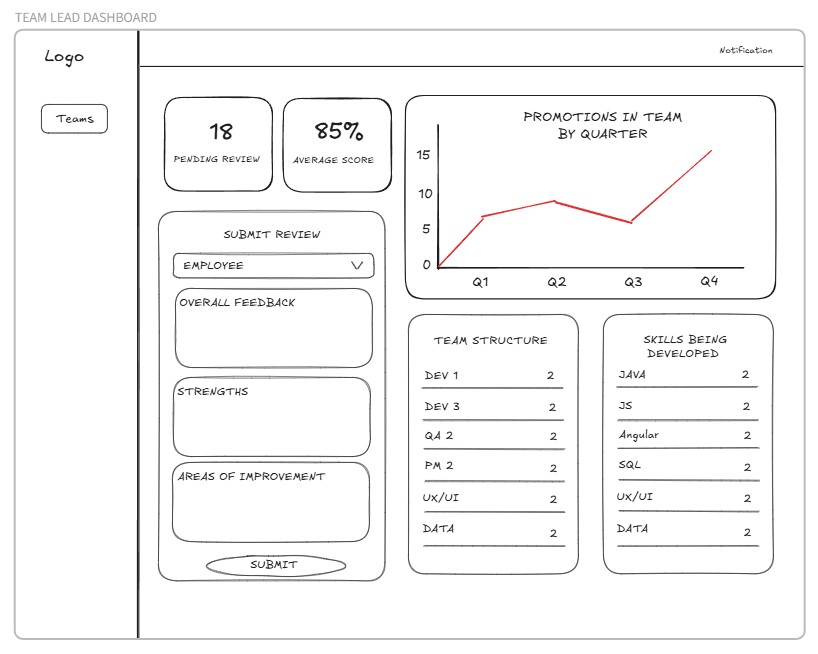 TEAM LEAD DASHBOARD
Logo
Notification
Teams
18
PENDING REVIEW
85%
AVERAGE SCORE
PROMOTIONS IN TEAM
BY QUARTER
15
10
5
0
Q1 Q2 Q3 Q4
SUBMIT REVIEW
EMPLOYEE
OVERALL FEEDBACK
STRENGTHS
AREAS OF IMPROVEMENT
SUBMIT
TEAM STRUCTURE
DEV 1 2
DEV 3 2
QA 2 2
PM 2 2
UX/UI 2
DATA 2
SKILLS BEING
DEVELOPED
JAVA 2
JS 2
Angular 2
SQL 2
UX/UI 2
DATA 2